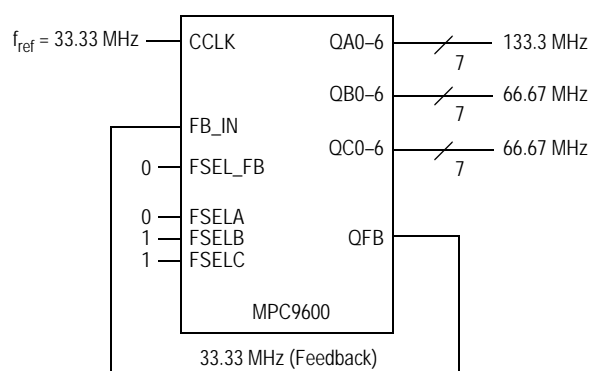 f_ref = 33.33 MHz CCLK QA0–6 133.3 MHz
7
QB0–6 66.67 MHz
7
FB_IN
QC0–6 66.67 MHz
7
0 FSEL_FB
0 FSELA
1 FSELB QFB
1 FSELC
MPC9600
33.33 MHz (Feedback)